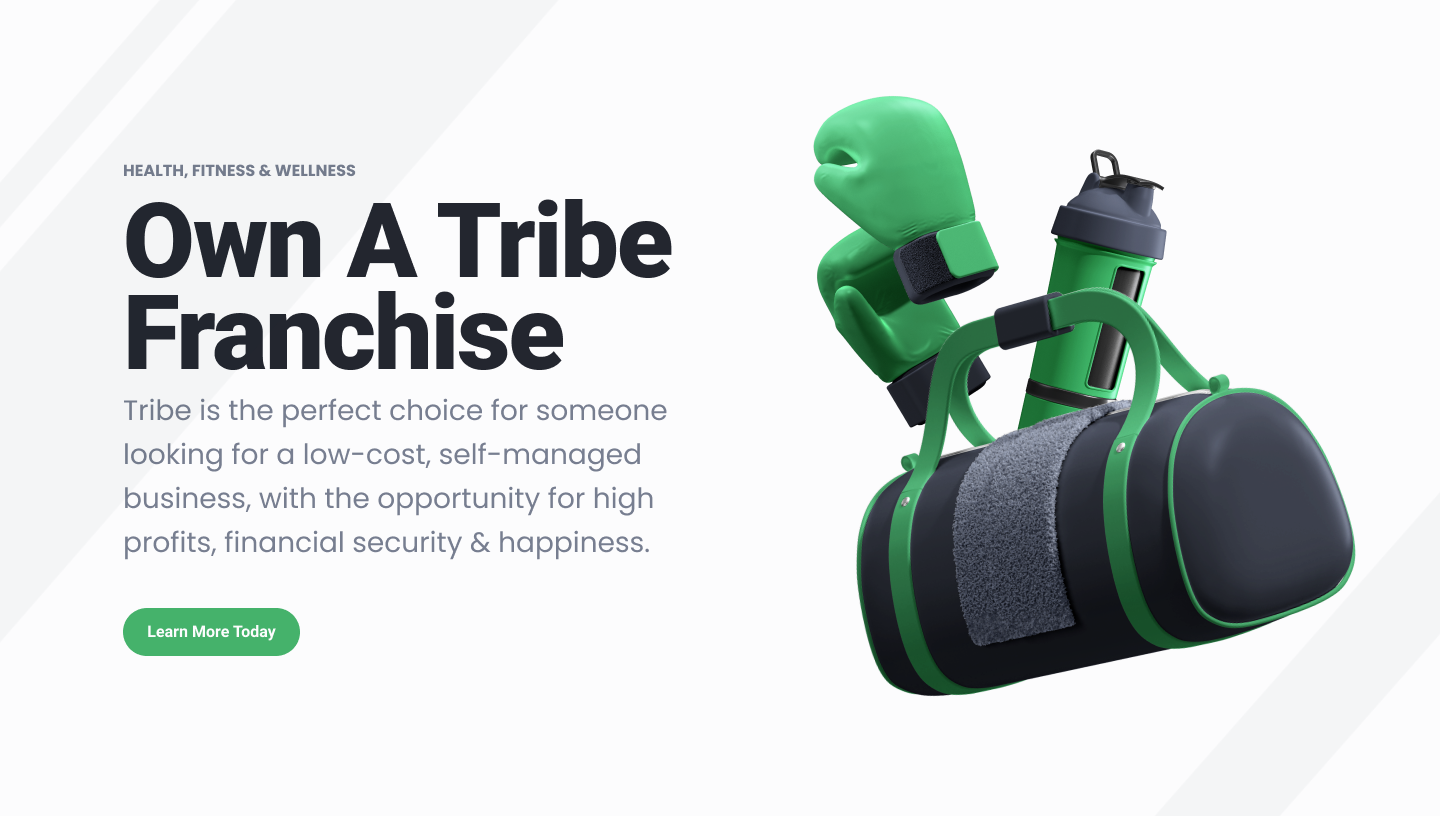 HEALTH, FITNESS & WELLNESS
Own A Tribe
Franchise
Tribe is the perfect choice for someone
looking for a low-cost, self-managed
business, with the opportunity for high
profits, financial security & happiness.
Learn More Today